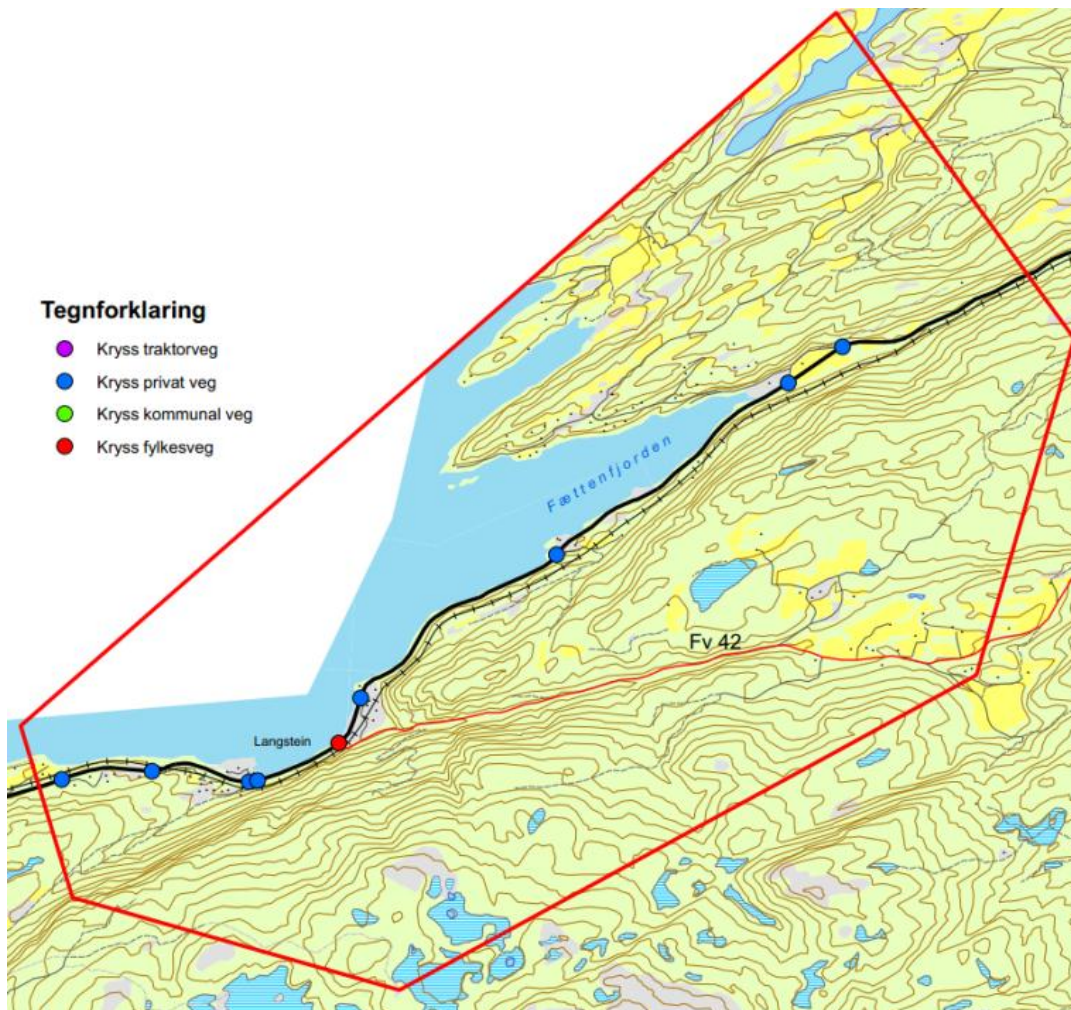 Tegnforklaring
Kryss traktorveg
Kryss privat veg
Kryss kommunal veg
Kryss fylkesveg
Fættenfjorden
Fv 42
Langstein